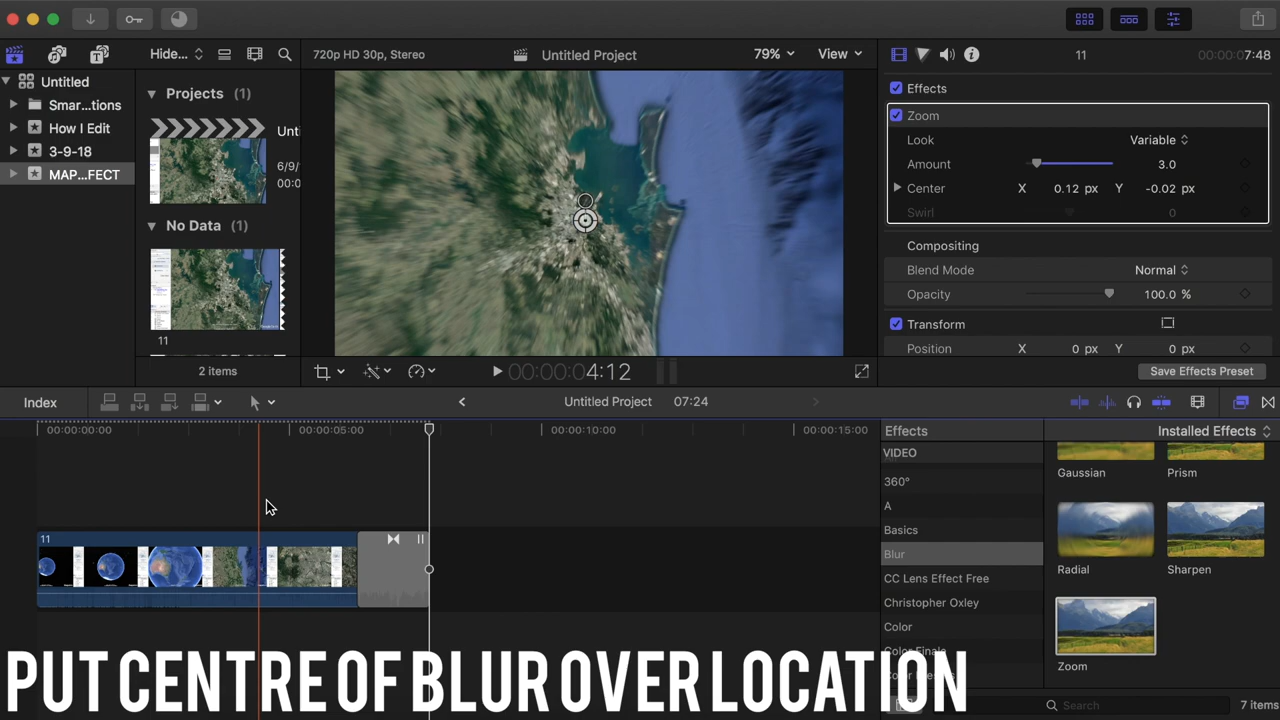 Hide...
720p HD 30p, Stereo
Untitled Project
79%
View
11
00:00:07:48
Untitled
Smar...tions
How I Edit
3-9-18
MAP...FECT
Projects (1)
Unti
6/9/
00:0
No Data (1)
11
2 items
00:00:04:12
Effects
Zoom
Look
Variable
Amount
3.0
Center
X 0.12 px Y -0.02 px
Swirl
0
Compositing
Blend Mode
Normal
Opacity
100.0 %
Transform
Position
X 0 px Y 0 px
Save Effects Preset
Index
Untitled Project
07:24
00:00:00:00
00:00:05:00
00:00:10:00
00:00:15:00
11
Effects
Installed Effects
VIDEO
360°
A
Basics
Blur
CC Lens Effect Free
Christopher Oxley
Color
Gaussian
Prism
Radial
Sharpen
Zoom
Search
7 items
PUT CENTRE OF BLUR OVER LOCATION